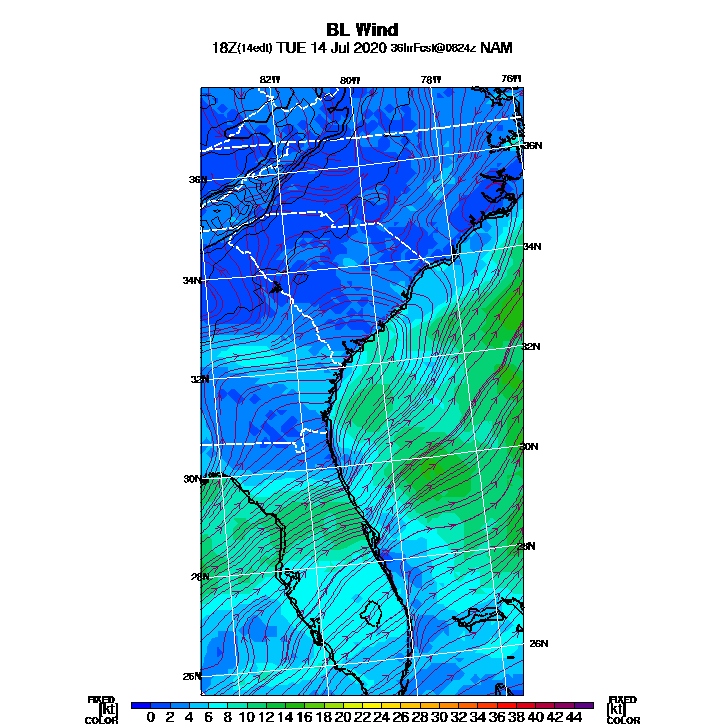 BL Wind
18Z(14edt) TUE 14 Jul 2020 36hrFcst@0824z NAM
82W 80W 78W 76W
36N
36N
34N
34N
32N
32N
30N
30N
28N
28N
26N
26N
FIXED FIXED
[kt] 0 2 4 6 8 10 12 14 16 18 20 22 24 26 28 30 32 34 36 38 40 42 44 [kt]
COLOR COLOR